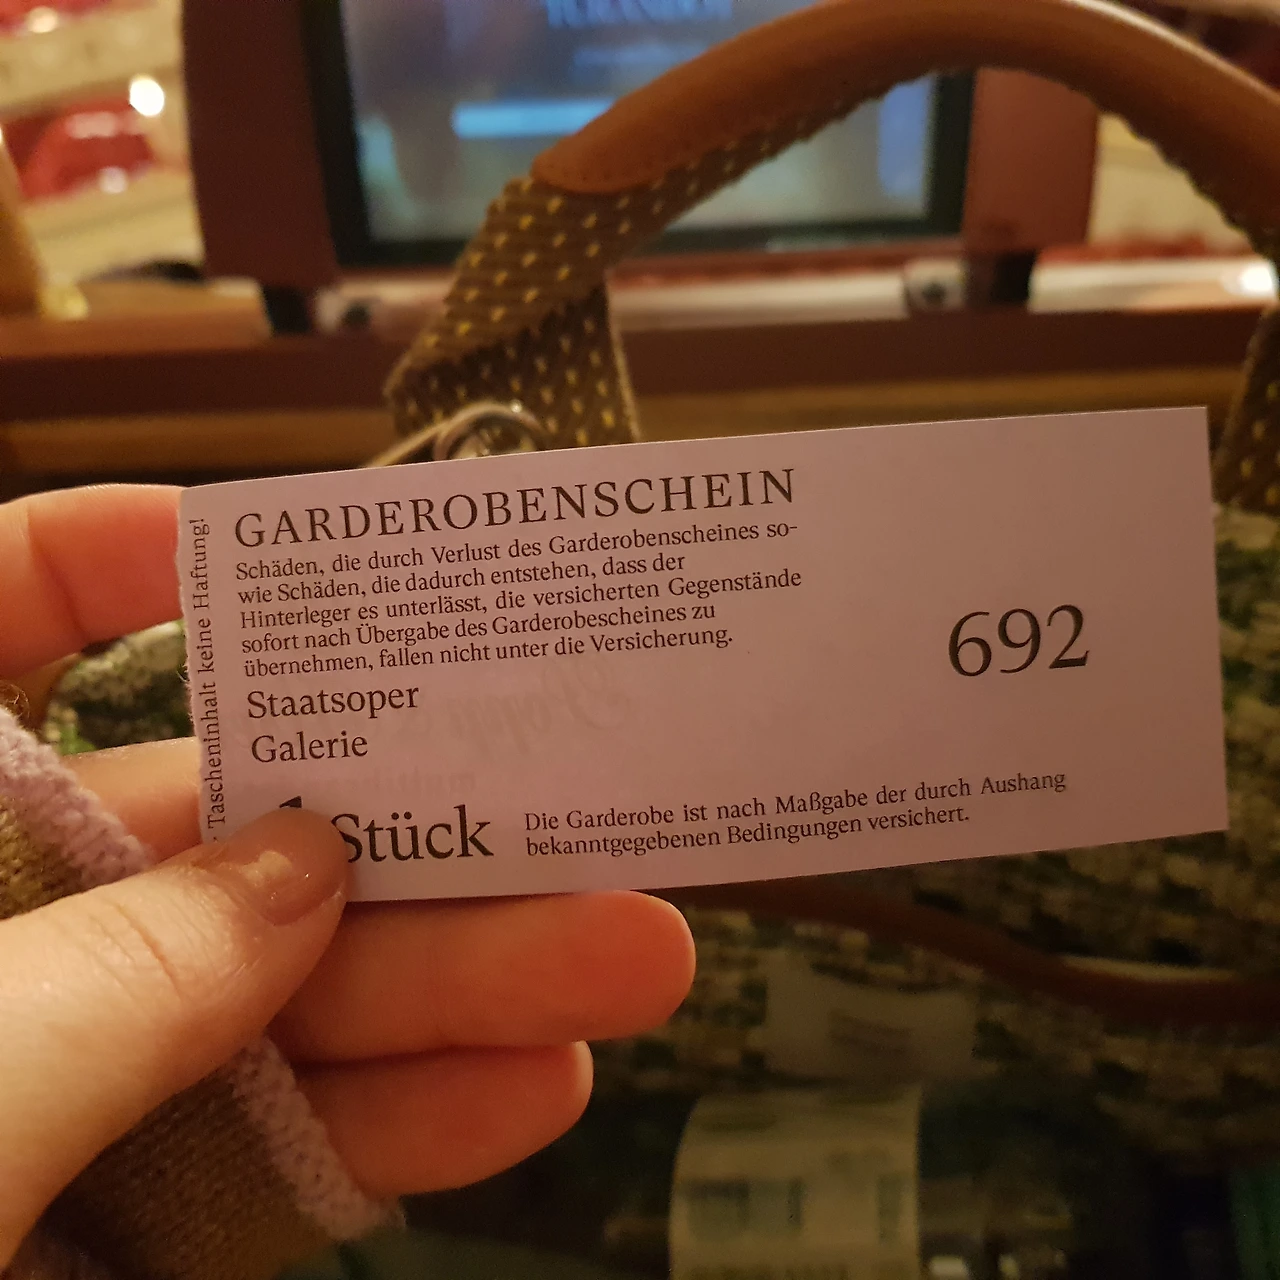 TURANDOT
GARDEROBENSCHEIN
Schäden, die durch Verlust des Garderobenscheines so-
wie Schäden, die dadurch entstehen, dass der
Hinterleger es unterlässt, die versicherten Gegenstände
sofort nach Übergabe des Garderobescheines zu
übernehmen, fallen nicht unter die Versicherung.
Staatsoper
Galerie
Stück
Die Garderobe ist nach Maßgabe der durch Aushang
bekanntgegebenen Bedingungen versichert.
692
Tascheninhalt keine Haftung!